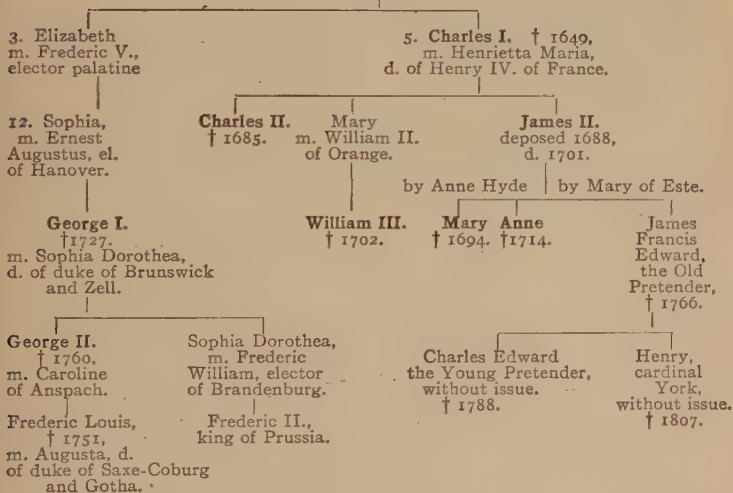 3. Elizabeth
m. Frederic V.,
elector palatine
5. Charles I, † 1649,
m. Henrietta Maria,
d. of Henry IV. of France.
12. Sophia,
m. Ernest
Augustus, el.
of Hanover.
Charles II.
† 1685.
Mary
m. William II.
of Orange.
James II.
deposed 1688,
d. 1701.
by Anne Hyde
by Mary of Este.
George I.
†1727.
m. Sophia Dorothea,
d. of duke of Brunswick
and Zell.
William III.
† 1702.
Mary Anne
† 1694. †1714.
James
Francis
Edward,
the Old
Pretender,
† 1766.
George II.
† 1760,
m. Caroline
of Anspach.
Sophia Dorothea,
m. Frederic
William, elector
of Brandenburg.
Charles Edward
the Young Pretender,
without issue.
† 1788.
Henry,
cardinal
York,
without issue.
† 1807.
Frederic Louis,
† 1751,
m. Augusta, d.
of duke of Saxe-Coburg
and Gotha.
Frederic II.,
king of Prussia.